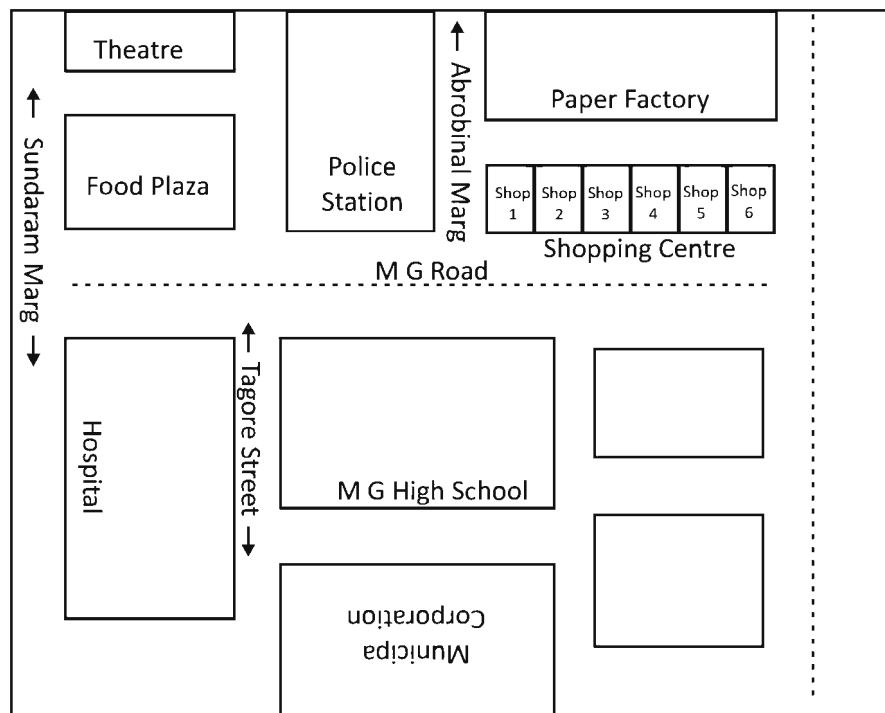 Theatre
Food Plaza
Sundaram Marg
Police
Station
Abrobinal Marg
Paper Factory
Shop
1
Shop
2
Shop
3
Shop
4
Shop
5
Shop
6
Shopping Centre
M G Road
Hospital
Tagore Street
M G High School
Municipa
Corporation